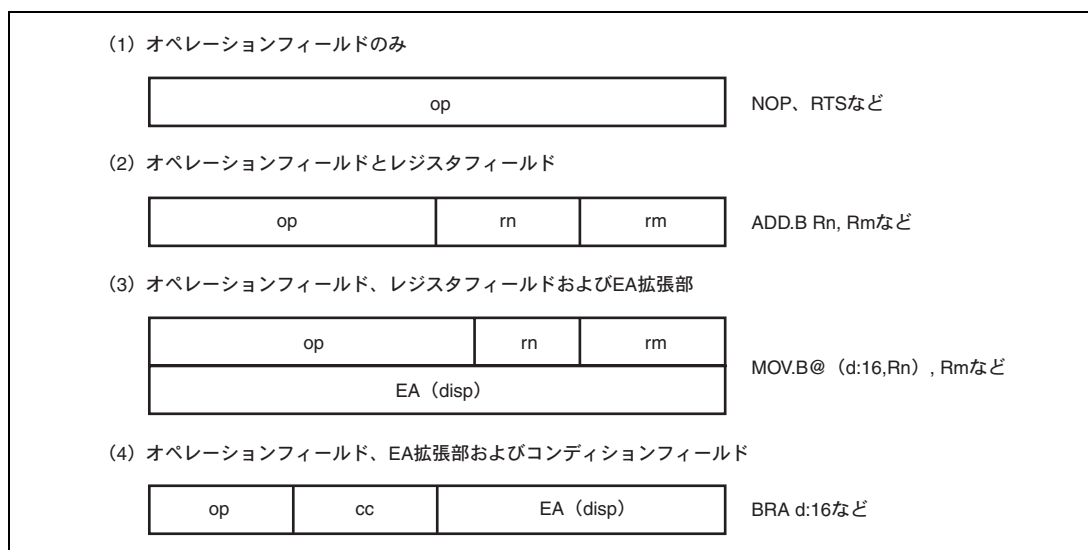 （1）オペレーションフィールドのみ
op
NOP、RTSなど
（2）オペレーションフィールドとレジスタフィールド
op rn rm
ADD.B Rn, Rmなど
（3）オペレーションフィールド、レジスタフィールドおよびEA拡張部
op rn rm
EA（disp）
MOV.B@（d:16,Rn）, Rmなど
（4）オペレーションフィールド、EA拡張部およびコンディションフィールド
op cc EA（disp）
BRA d:16など